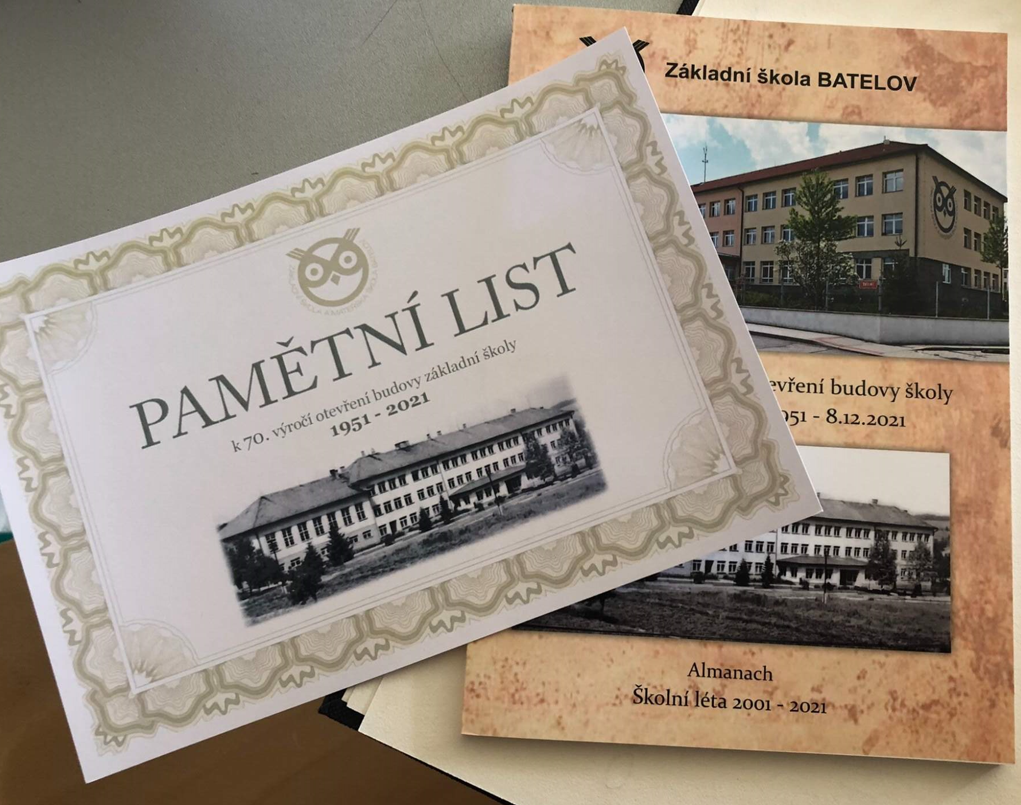 PAMĚTNÍ LIST
k 70. výročí otevření budovy základní školy
1951 - 2021
Základní škola BATELOV
evření budovy školy
951 - 8.12.2021
Almanach
Školní léta 2001 - 2021